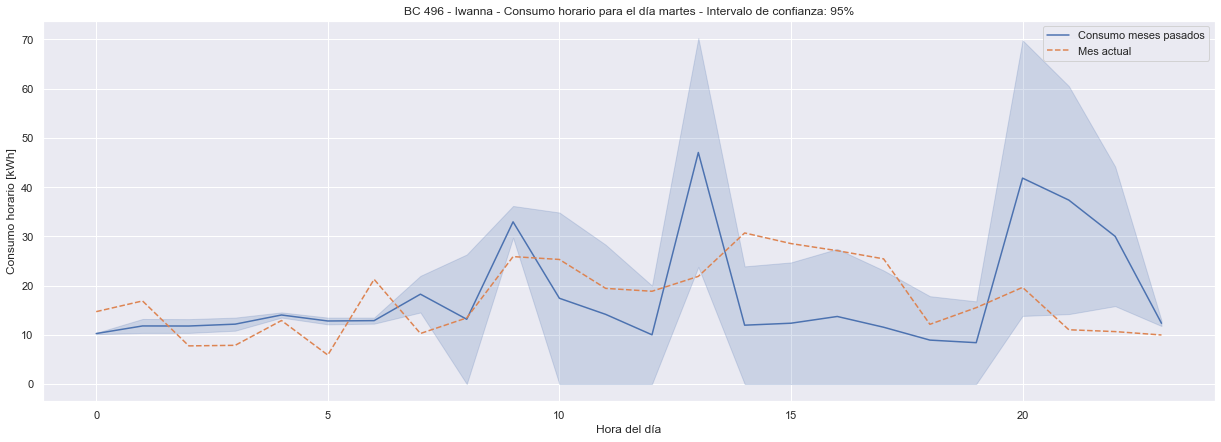 BC 496 - Iwanna - Consumo horario para el día martes - Intervalo de confianza: 95%
Consumo meses pasados
Mes actual
Consumo horario [kWh]
70
60
50
40
30
20
10
0
0 5 10 15 20
Hora del día